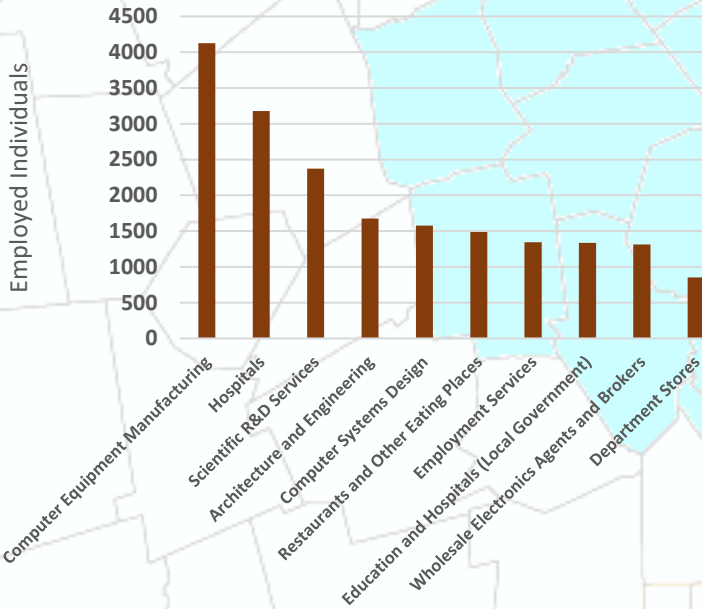 Employed Individuals
4500
4000
3500
3000
2500
2000
1500
1000
500
0
Computer Equipment Manufacturing
Hospitals
Scientific R&D Services
Architecture and Engineering
Computer Systems Design
Restaurants and Other Eating Places
Employment Services
Education and Hospitals (Local Government)
Wholesale Electronics Agents and Brokers
Department Stores